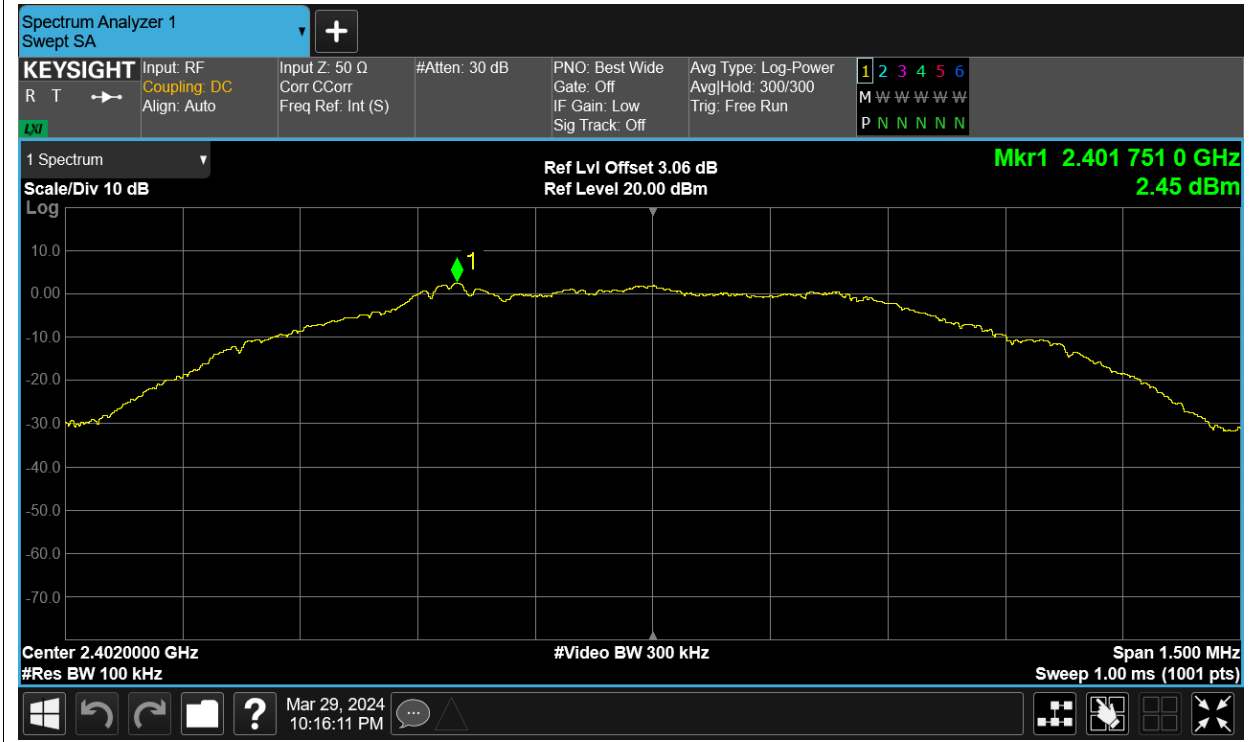 Spectrum Analyzer 1
Swept SA
KEYSIGHT
R T
LXI
Input: RF
Coupling: DC
Align: Auto
Input Z: 50 Ω
Corr CCorr
Freq Ref: Int (S)
#Atten: 30 dB
PNO: Best Wide
Gate: Off
IF Gain: Low
Sig Track: Off
Avg Type: Log-Power
Avg|Hold: 300/300
Trig: Free Run
1 2 3 4 5 6
M W W W W W
P N N N N N
1 Spectrum
Scale/Div 10 dB
Log
Ref Lvl Offset 3.06 dB
Ref Level 20.00 dBm
Mkr1 2.401 751 0 GHz
2.45 dBm
1
10.0
0.00
-10.0
-20.0
-30.0
-40.0
-50.0
-60.0
-70.0
Center 2.4020000 GHz
#Video BW 300 kHz
Span 1.500 MHz
#Res BW 100 kHz
Sweep 1.00 ms (1001 pts)
?
Mar 29, 2024
10:16:11 PM